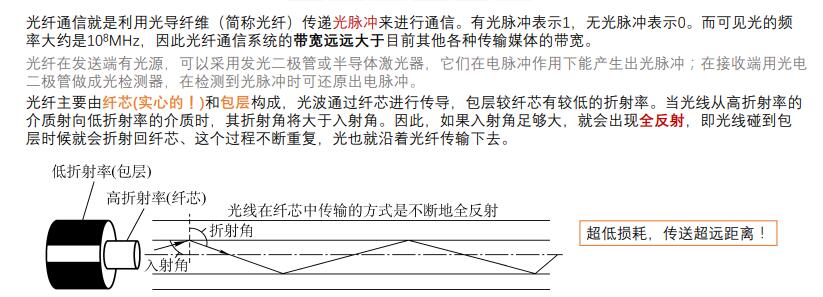 光纤通信就是利用光导纤维（简称光纤）传递光脉冲来进行通信。有光脉冲表示1，无光脉冲表示0。而可见光的频
率大约是10⁸MHz，因此光纤通信系统的带宽远远大于目前其他各种传输媒体的带宽。
光纤在发送端有光源，可以采用发光二极管或半导体激光器，它们在电脉冲作用下能产生出光脉冲；在接收端用光电
二极管做成光检测器，在检测到光脉冲时可还原出电脉冲。
光纤主要由纤芯(实心的！)和包层构成，光波通过纤芯进行传导，包层较纤芯有较低的折射率。当光线从高折射率的
介质射向低折射率的介质时，其折射角将大于入射角。因此，如果入射角足够大，就会出现全反射，即光线碰到包
层时候就会折射回纤芯、这个过程不断重复，光也就沿着光纤传输下去。
低折射率(包层)
高折射率(纤芯)
光线在纤芯中传输的方式是不断地全反射
折射角
入射角
超低损耗，传送超远距离！